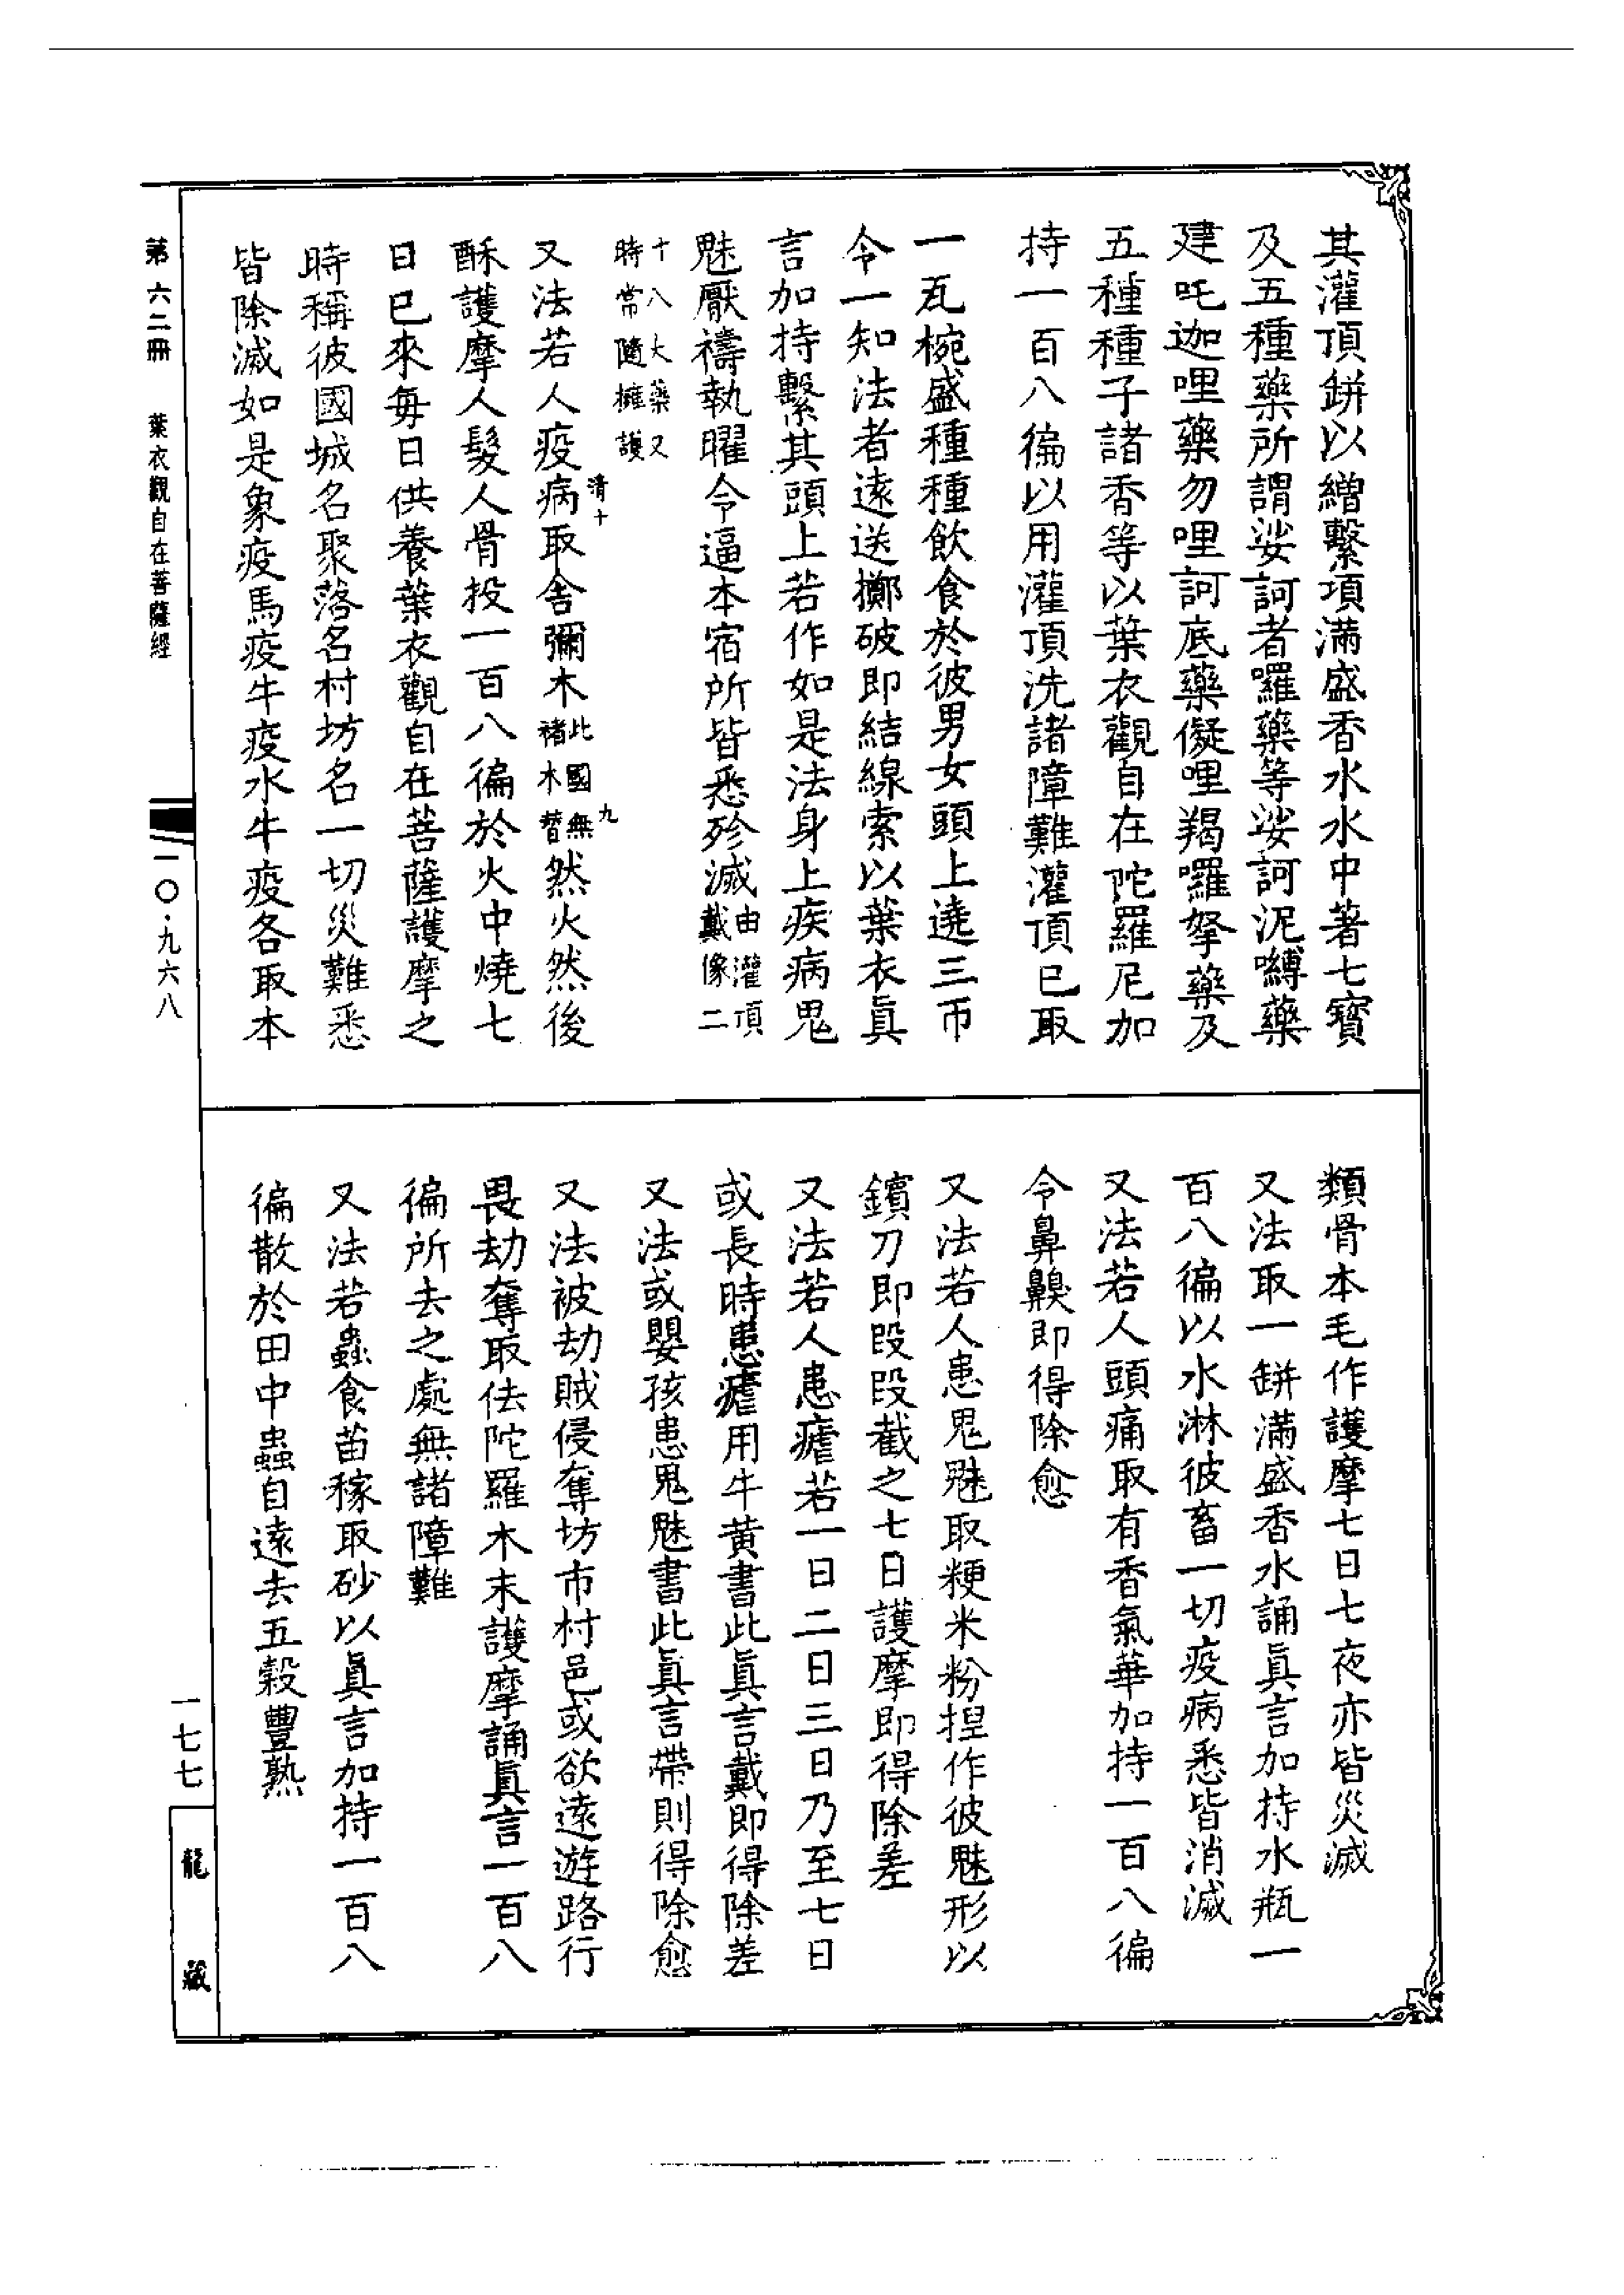 其灌頂缾以繒繫項滿盛香水水中著七寶
及五種藥所謂娑訶者囉藥等娑訶泥嚩藥
建吒迦哩藥勿哩訶底藥儗哩羯囉拏藥及
五種種子諸香等以葉衣觀自在陀羅尼加
持一百八徧以用灌頂洗諸障難灌頂已取
一瓦椀盛種種飲食於彼男女頭上遶三帀
令一知法者遠送擲破即結線索以葉衣眞
言加持繫其頭上若作如是法身上疾病鬼
魅厭禱執曜令逼本宿所皆悉殄滅由灌頂戴像二
十八大藥又時常隨擁護
又法若人疫病取舍彌木此國無楮木替然火然後
清十
九
酥護摩人髮人骨投一百八徧於火中燒七
日已來每日供養葉衣觀自在菩薩護摩之
時稱彼國城名聚落名村坊名一切災難悉
皆除滅如是象疫馬疫牛疫水牛疫各取本
類骨本毛作護摩七日七夜亦皆災滅
又法取一缾滿盛香水誦眞言加持水瓶一
百八徧以水淋彼畜一切疫病悉皆消滅
又法若人頭痛取有香氣華加持一百八徧
令鼻齅即得除愈
又法若人患鬼魅取粳米粉捏作彼魅形以
鑌刀即段段截之七日護摩即得除差
又法若人患瘧若一日二日三日乃至七日
或長時患瘧用牛黄書此眞言戴即得除差
又法或嬰孩患鬼魅書此眞言帶則得除愈
又法被劫賊侵奪坊市村邑或欲遠遊路行
畏劫奪取佉陀羅木末護摩誦眞言一百八
徧所去之處無諸障難
又法若蟲食苗稼取砂以眞言加持一百八
徧散於田中蟲自遠去五穀豐熟
第六二冊 葉衣觀自在菩薩經
一〇·九六八
一七七
龍藏